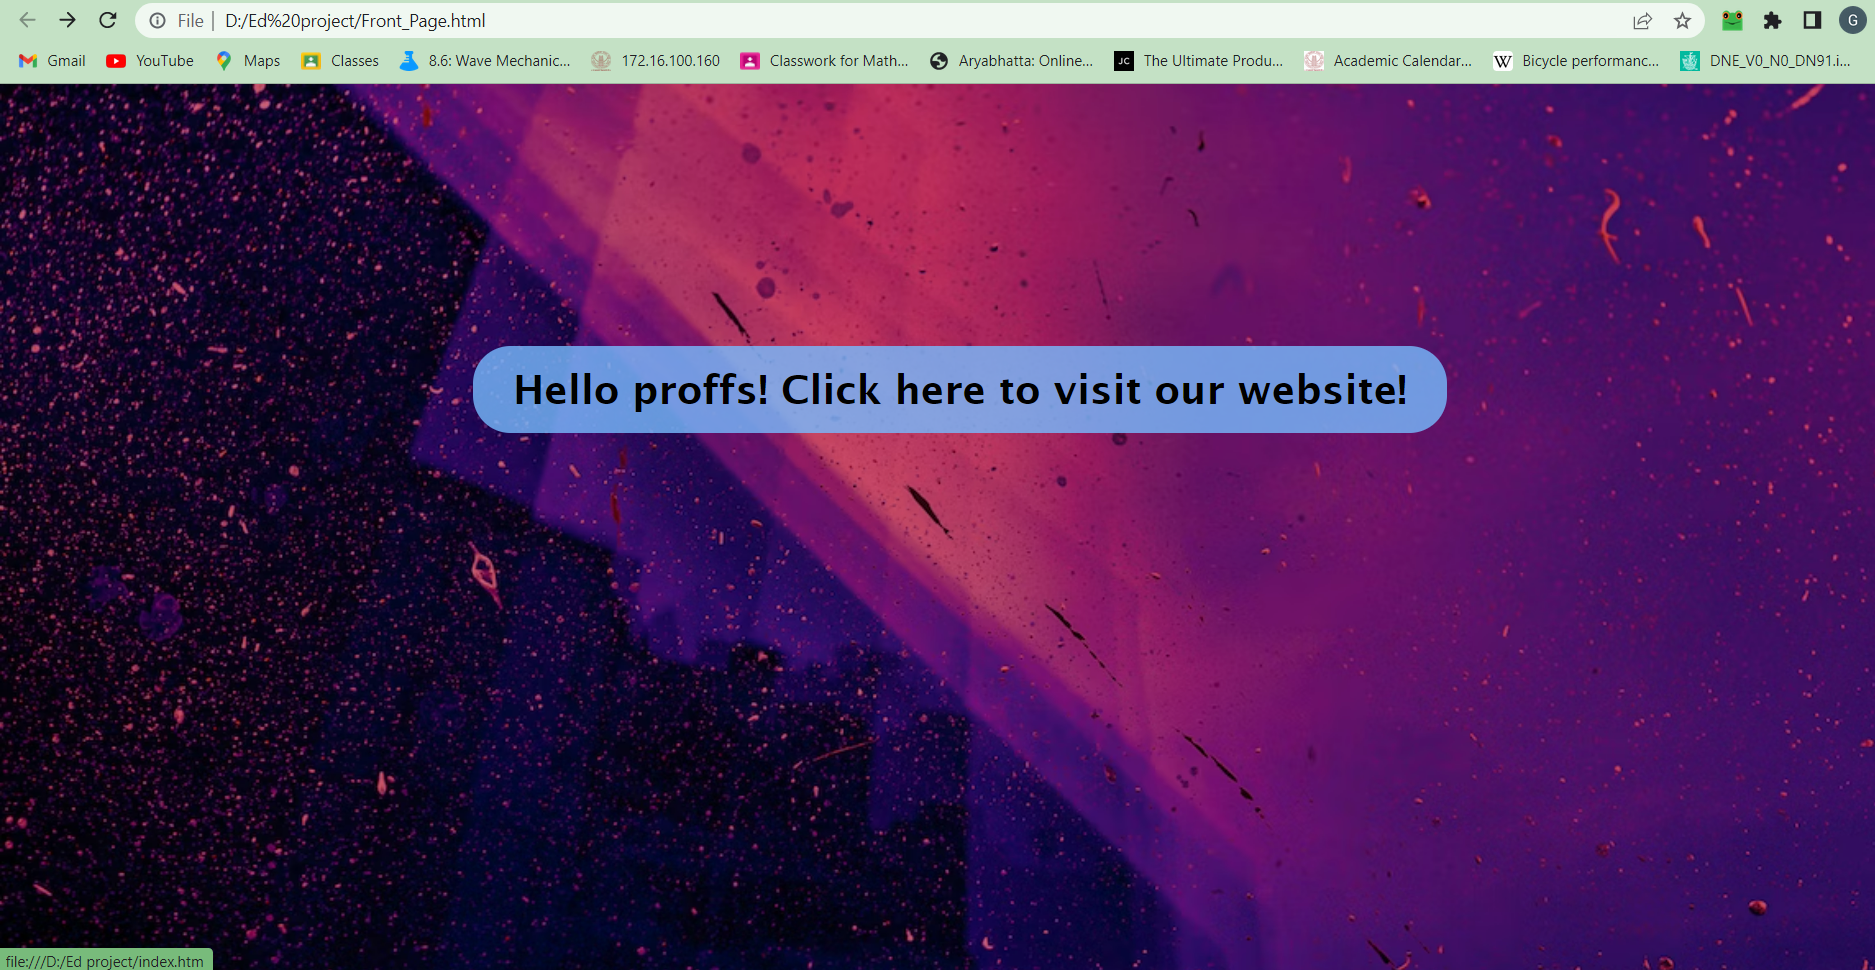 File | D:/Ed%20project/Front_Page.html
G
Gmail YouTube Maps Classes 8.6: Wave Mechanic... 172.16.100.160 Classwork for Math... Aryabhatta: Online... JC The Ultimate Produ... Academic Calendar... W Bicycle performanc... DNE_V0_N0_DN91.i...
Hello proffs! Click here to visit our website!
file:///D:/Ed project/index.htm